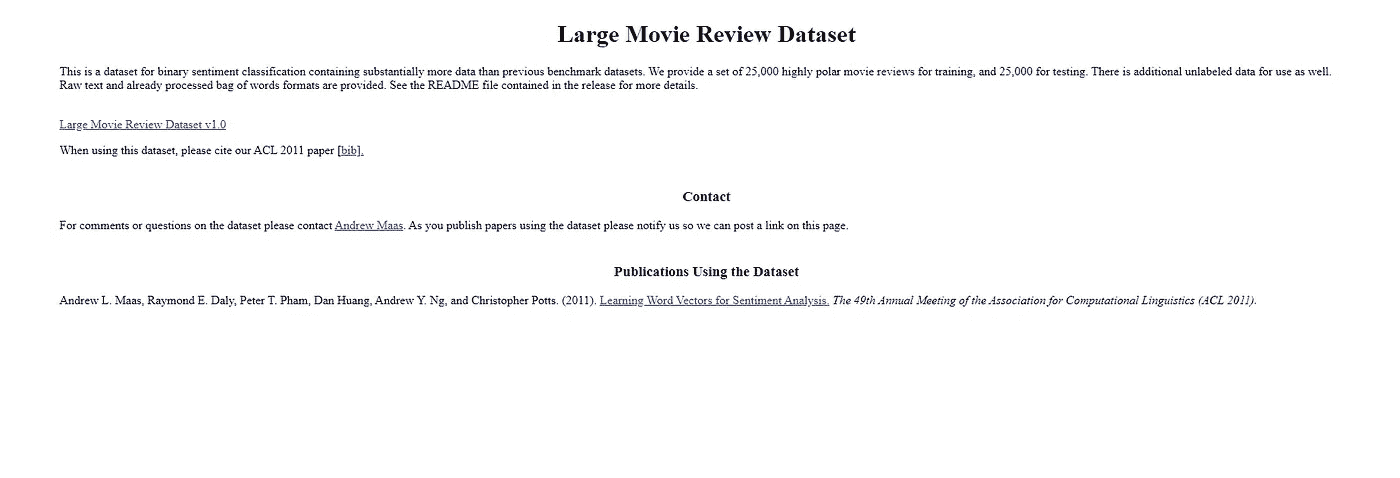 Large Movie Review Dataset
This is a dataset for binary sentiment classification containing substantially more data than previous benchmark datasets. We provide a set of 25,000 highly polar movie reviews for training, and 25,000 for testing. There is additional unlabeled data for use as well.
Raw text and already processed bag of words formats are provided. See the README file contained in the release for more details.
Large Movie Review Dataset v1.0
When using this dataset, please cite our ACL 2011 paper [bib].
Contact
For comments or questions on the dataset please contact Andrew Maas. As you publish papers using the dataset please notify us so we can post a link on this page.
Publications Using the Dataset
Andrew L. Maas, Raymond E. Daly, Peter T. Pham, Dan Huang, Andrew Y. Ng, and Christopher Potts. (2011). Learning Word Vectors for Sentiment Analysis. The 49th Annual Meeting of the Association for Computational Linguistics (ACL 2011).